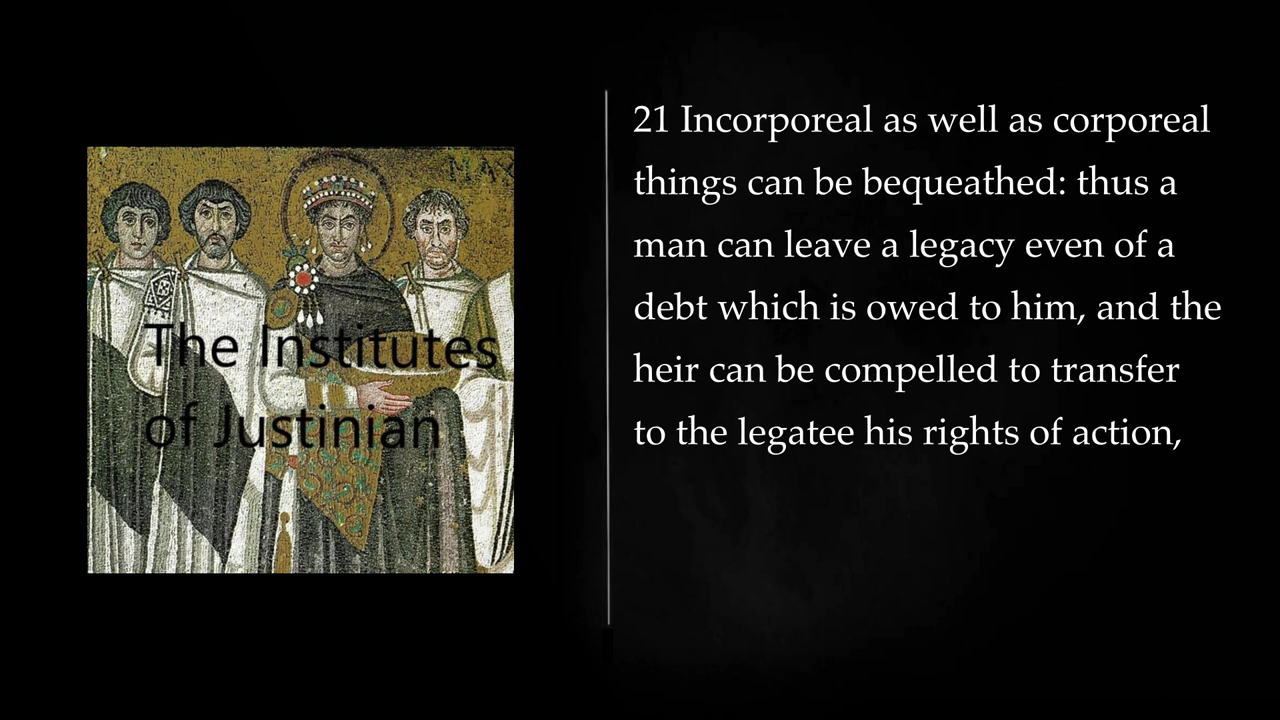 The Institutes
of Justinian
21 Incorporeal as well as corporeal
things can be bequeathed: thus a
man can leave a legacy even of a
debt which is owed to him, and the
heir can be compelled to transfer
to the legatee his rights of action,